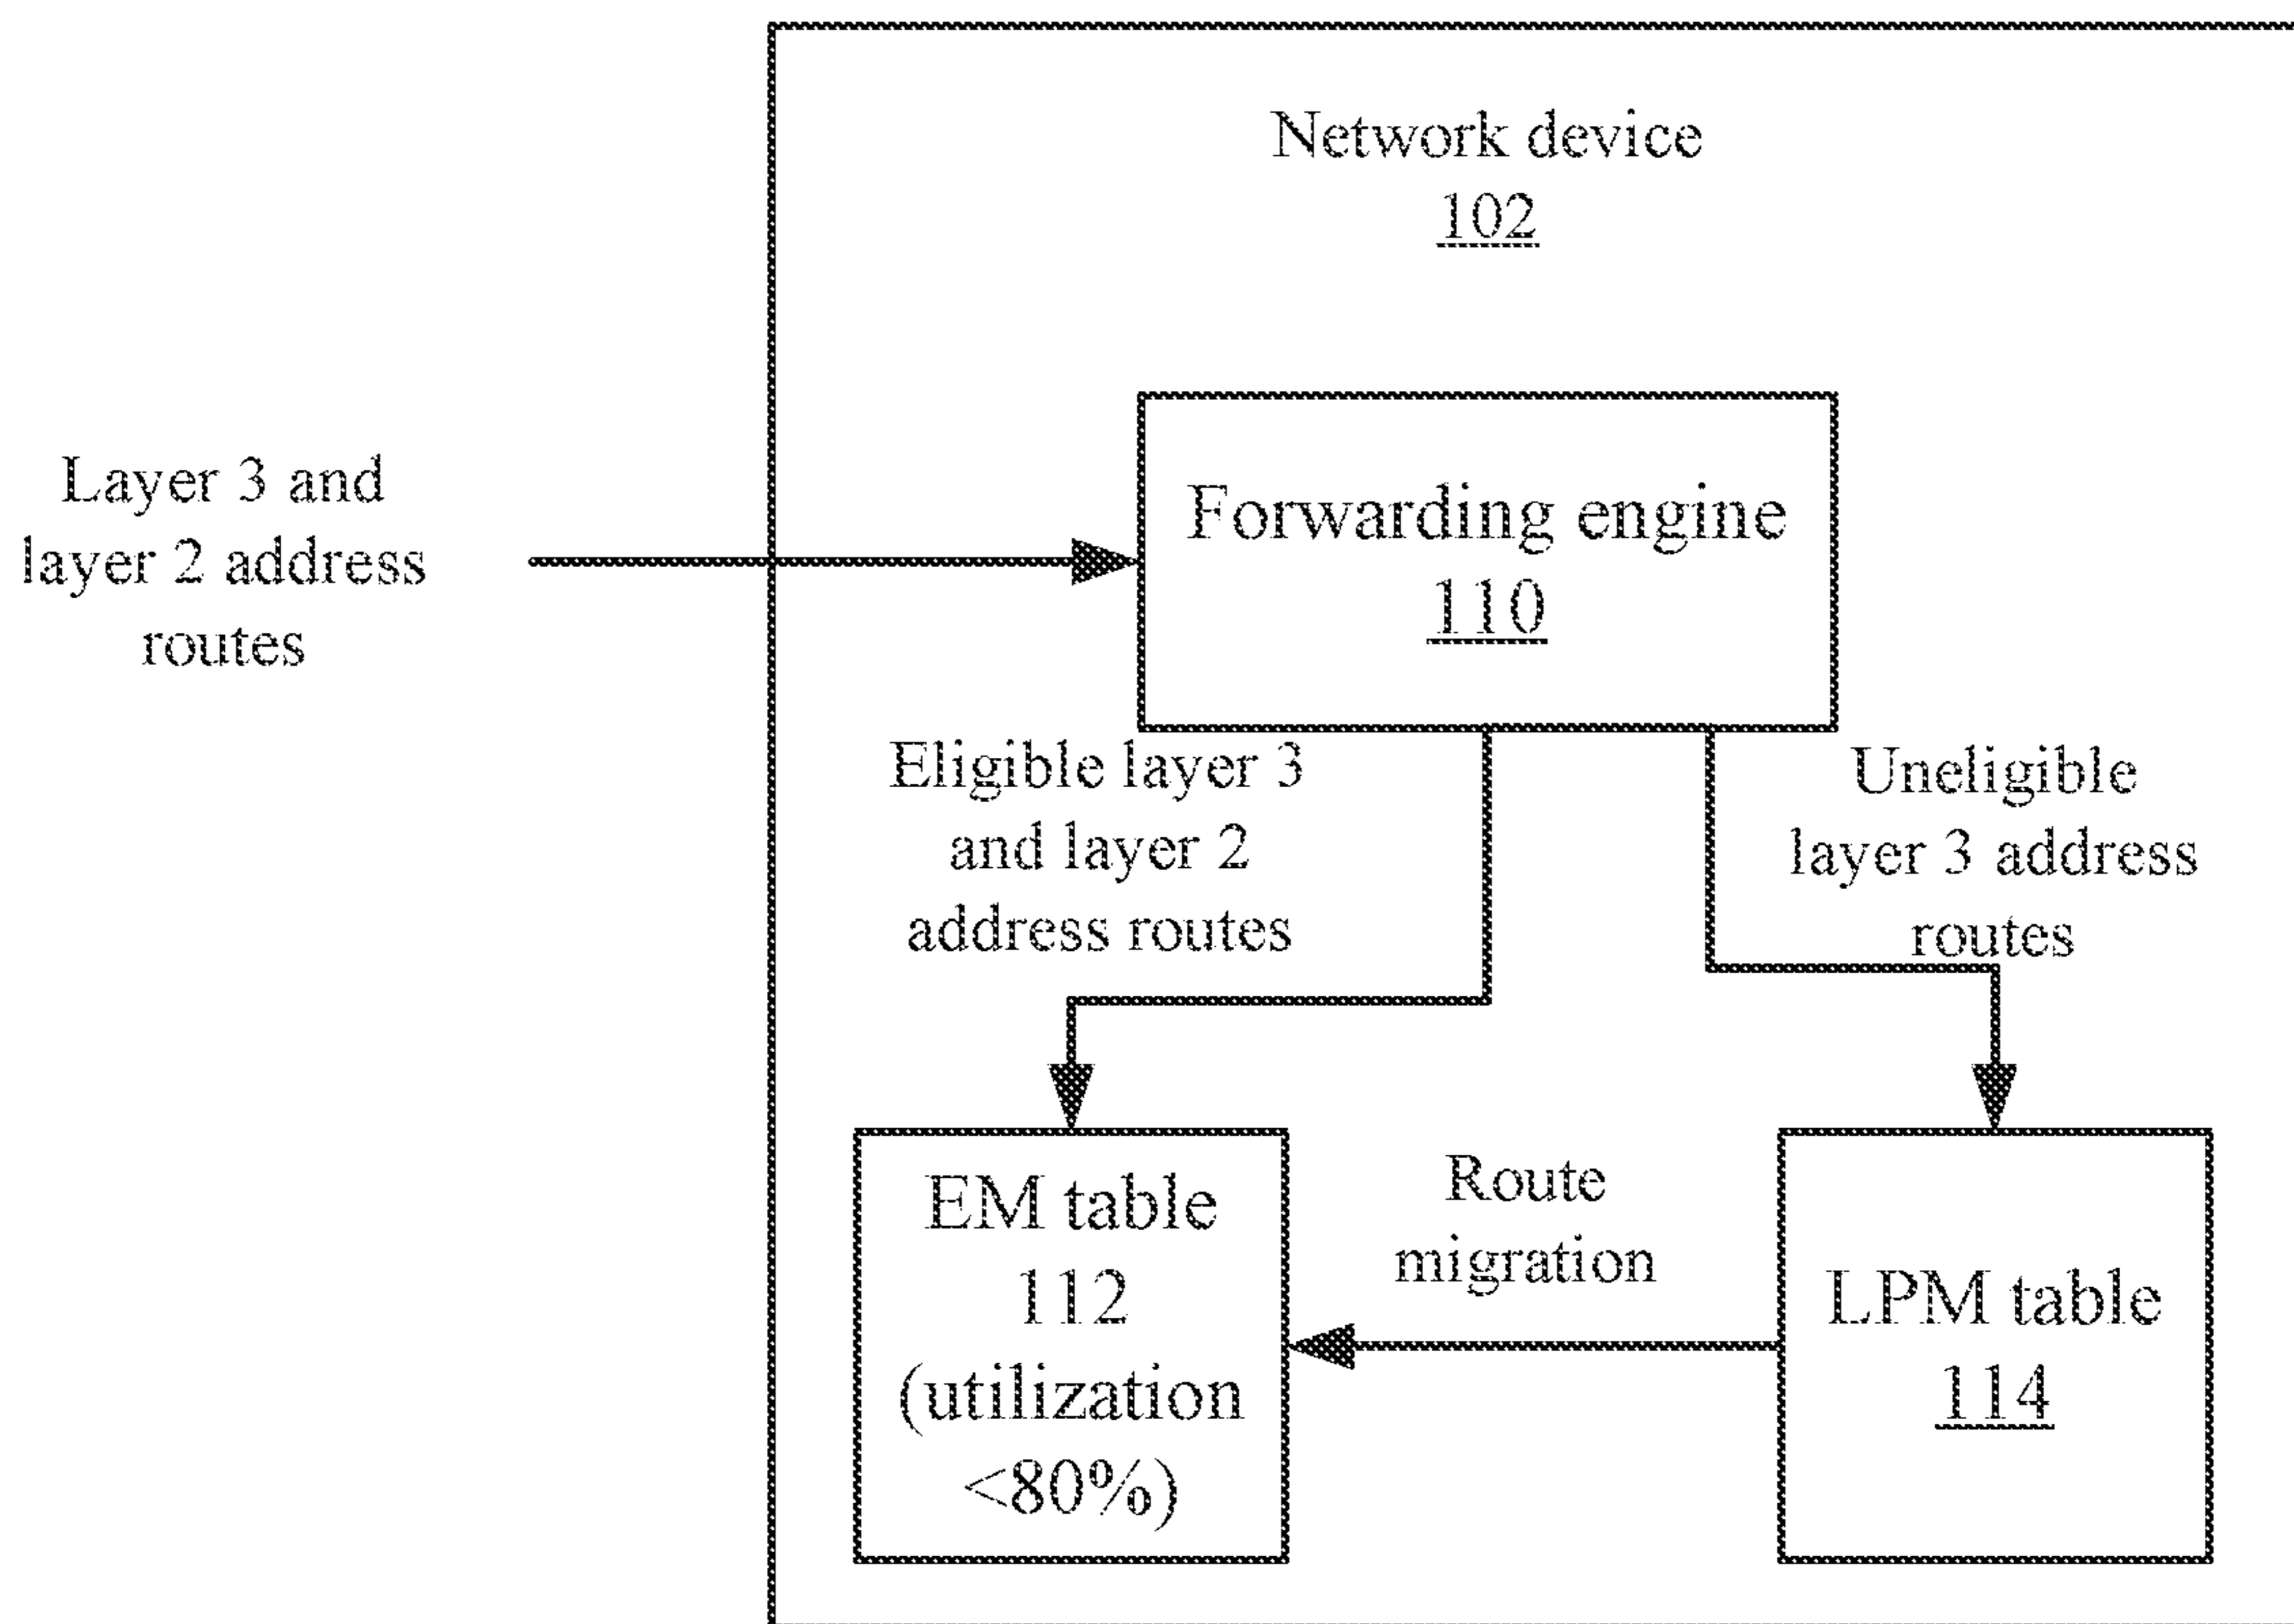 Network device
102
Layer 3 and
layer 2 address
routes
Forwarding engine
110
Eligible layer 3
and layer 2
address routes
Uneligible
layer 3 address
routes
EM table
112
(utilization
<80%)
Route
migration
LPM table
114